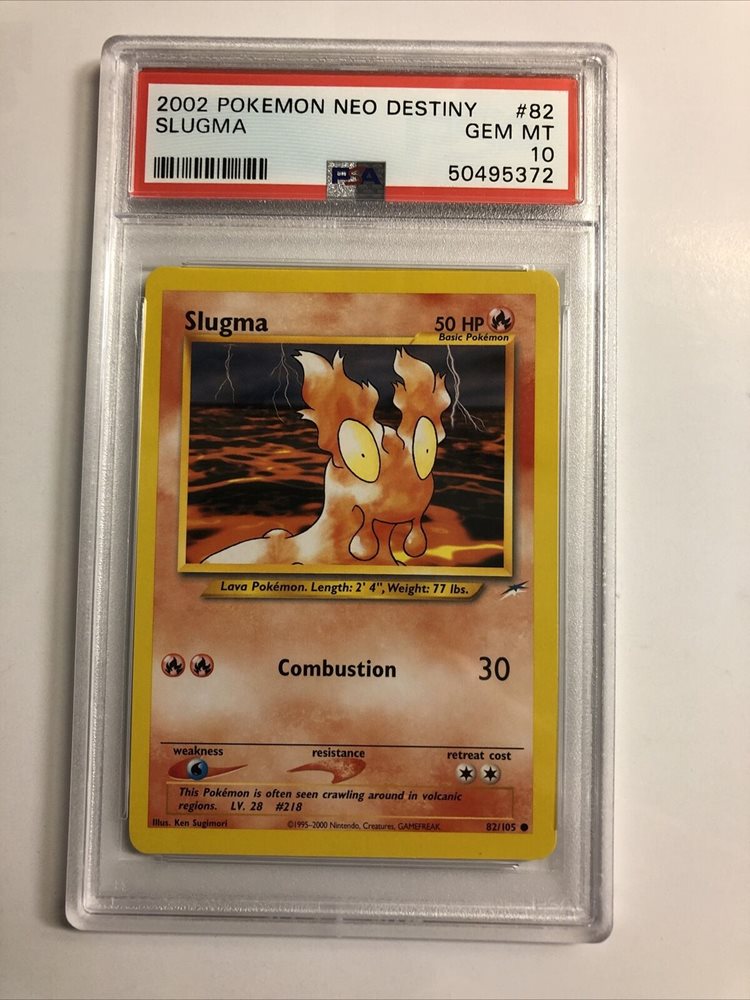 2002 POKEMON NEO DESTINY #82
SLUGMA GEM MT
10
PSA 50495372
Slugma 50 HP
Basic Pokémon
Lava Pokémon. Length: 2' 4", Weight: 77 lbs.
Combustion 30
weakness resistance retreat cost
This Pokémon is often seen crawling around in volcanic
regions. LV. 28 #218
Illus. Ken Sugimori ©1995-2000 Nintendo, Creatures, GAMEFREAK. 82/105